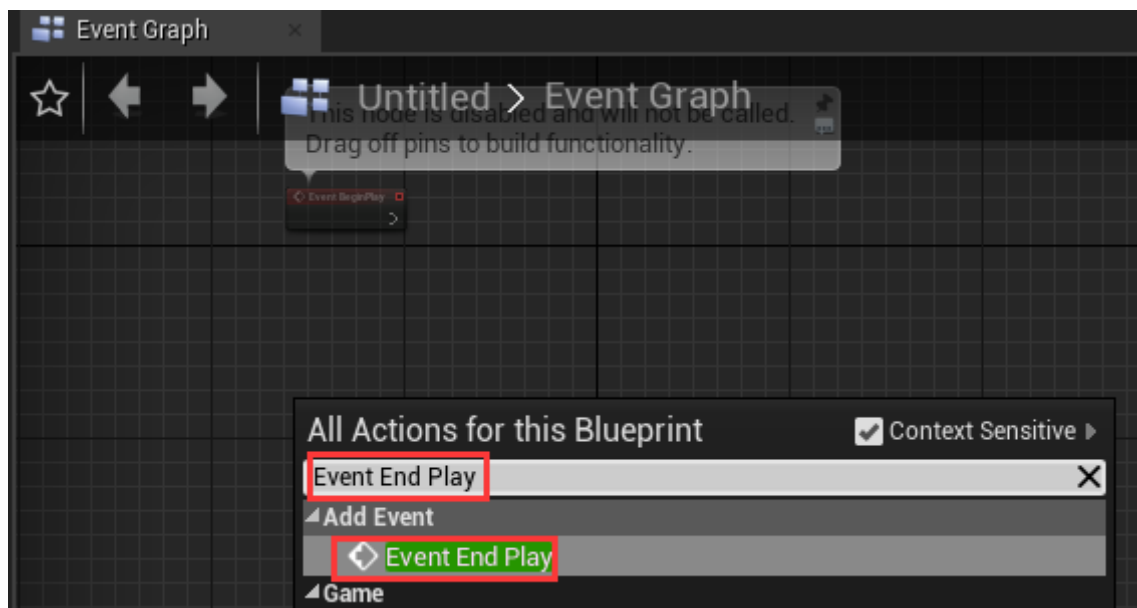 Event Graph
Untitled > Event Graph
This node is disabled and will not be called.
Drag off pins to build functionality.
Event BeginPlay
All Actions for this Blueprint
Context Sensitive
Event End Play
Add Event
Event End Play
Game